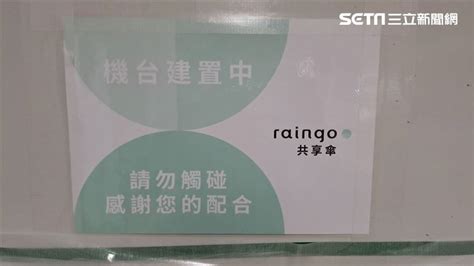 SETN三立新聞網
機台建置中
raingo
共享傘
請勿觸碰
感謝您的配合